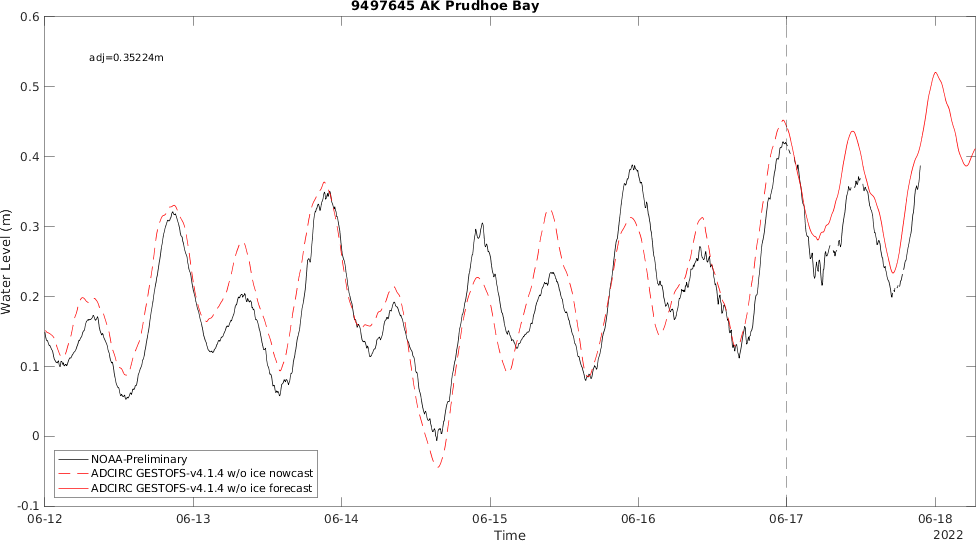 9497645 AK Prudhoe Bay
adj=0.35224m
Water Level (m)
0.6
0.5
0.4
0.3
0.2
0.1
0
-0.1
NOAA-Preliminary
ADCIRC GESTOFS-v4.1.4 w/o ice nowcast
ADCIRC GESTOFS-v4.1.4 w/o ice forecast
06-12 06-13 06-14 06-15 06-16 06-17 06-18
Time
2022